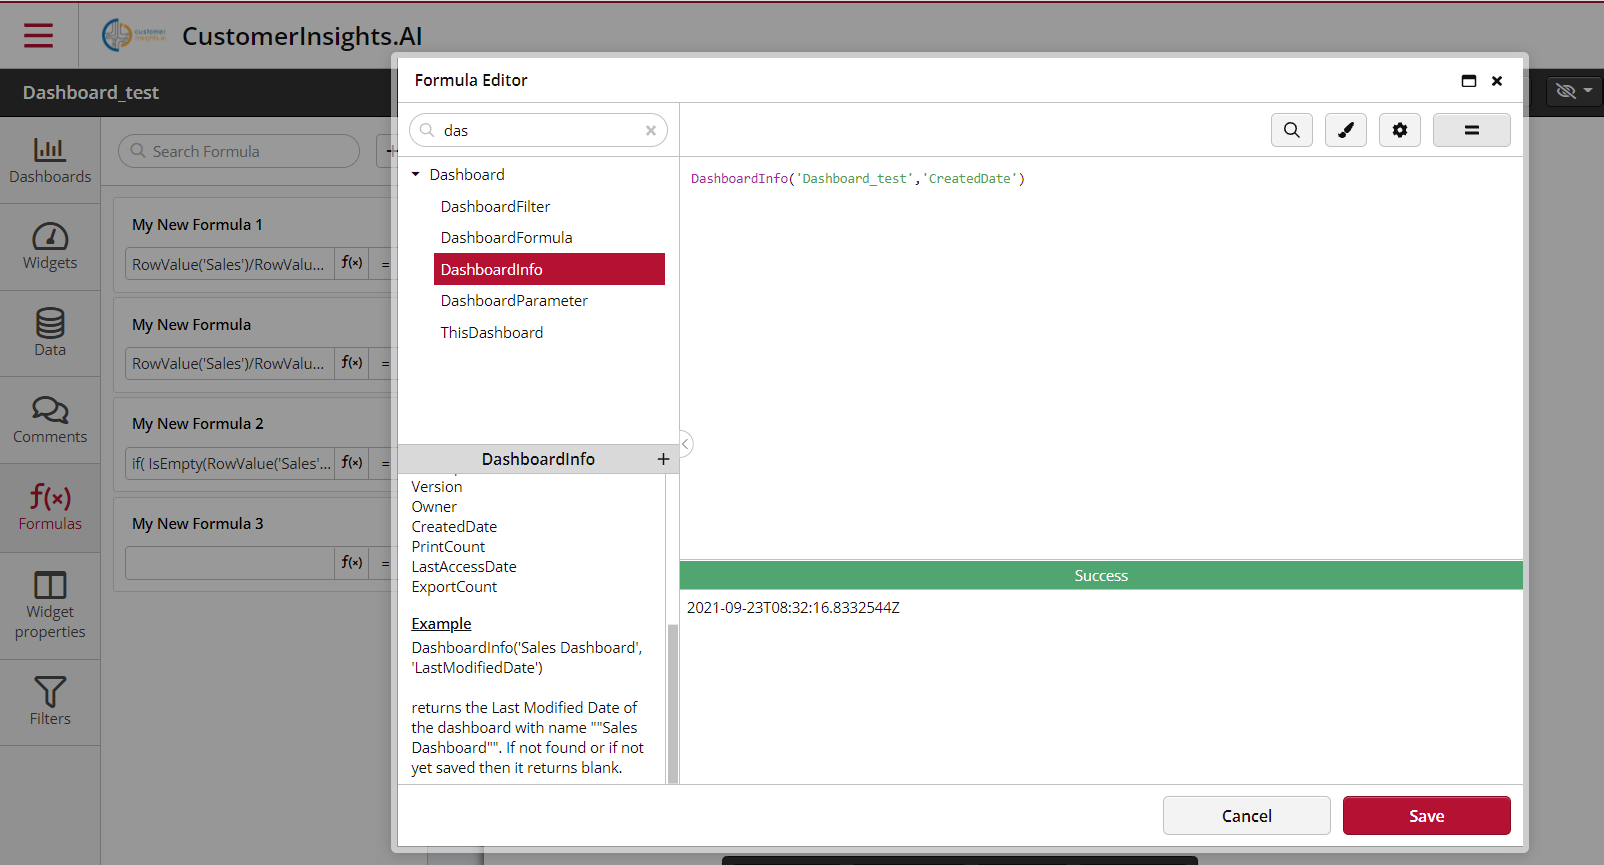 customer
insights.ai
CustomerInsights.AI
Dashboard_test
Dashboards
Widgets
Data
Comments
f(x)
Formulas
Widget
properties
Filters
Search Formula
+
My New Formula 1
RowValue('Sales')/RowValu... f(x) =
My New Formula
RowValue('Sales')/RowValu... f(x) =
My New Formula 2
if( IsEmpty(RowValue('Sales'... f(x) =
My New Formula 3
f(x) =
Formula Editor
das
Dashboard
DashboardFilter
DashboardFormula
DashboardInfo
DashboardParameter
ThisDashboard
DashboardInfo +
Version
Owner
CreatedDate
PrintCount
LastAccessDate
ExportCount
Example
DashboardInfo('Sales Dashboard',
'LastModifiedDate')
returns the Last Modified Date of
the dashboard with name ""Sales
Dashboard"". If not found or if not
yet saved then it returns blank.
=
DashboardInfo('Dashboard_test','CreatedDate')
Success
2021-09-23T08:32:16.8332544Z
Cancel
Save